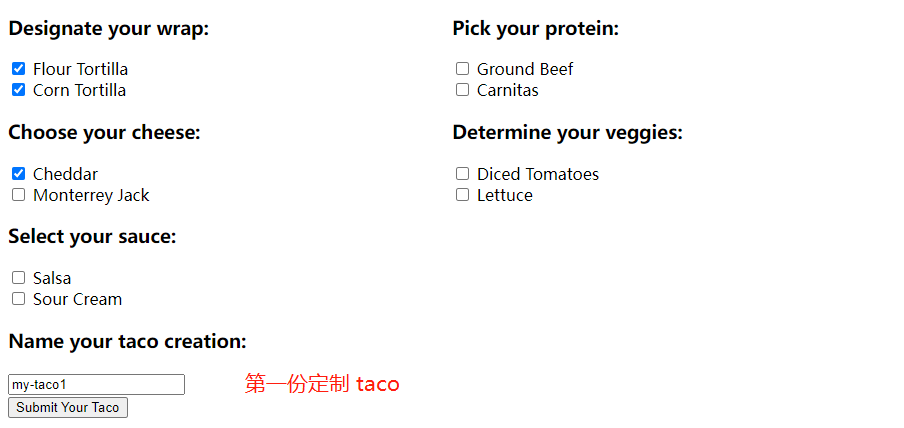 Designate your wrap:
Flour Tortilla
Corn Tortilla
Pick your protein:
Ground Beef
Carnitas
Choose your cheese:
Cheddar
Monterrey Jack
Determine your veggies:
Diced Tomatoes
Lettuce
Select your sauce:
Salsa
Sour Cream
Name your taco creation:
my-taco1
第一份定制 taco
Submit Your Taco